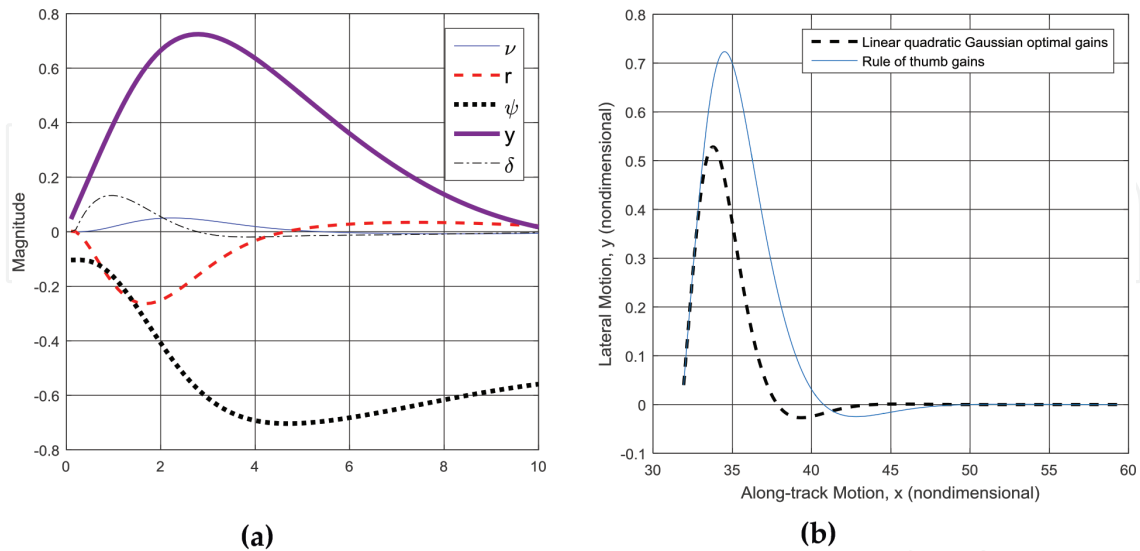 0.8
0.6
0.4
0.2
0
-0.2
-0.4
-0.6
-0.8
Magnitude
0 2 4 6 8 10
ν
r
ψ
y
δ
(a)
0.8
0.7
0.6
0.5
0.4
0.3
0.2
0.1
0
-0.1
Lateral Motion, y (nondimensional)
30 35 40 45 50 55 60
Along-track Motion, x (nondimensional)
Linear quadratic Gaussian optimal gains
Rule of thumb gains
(b)